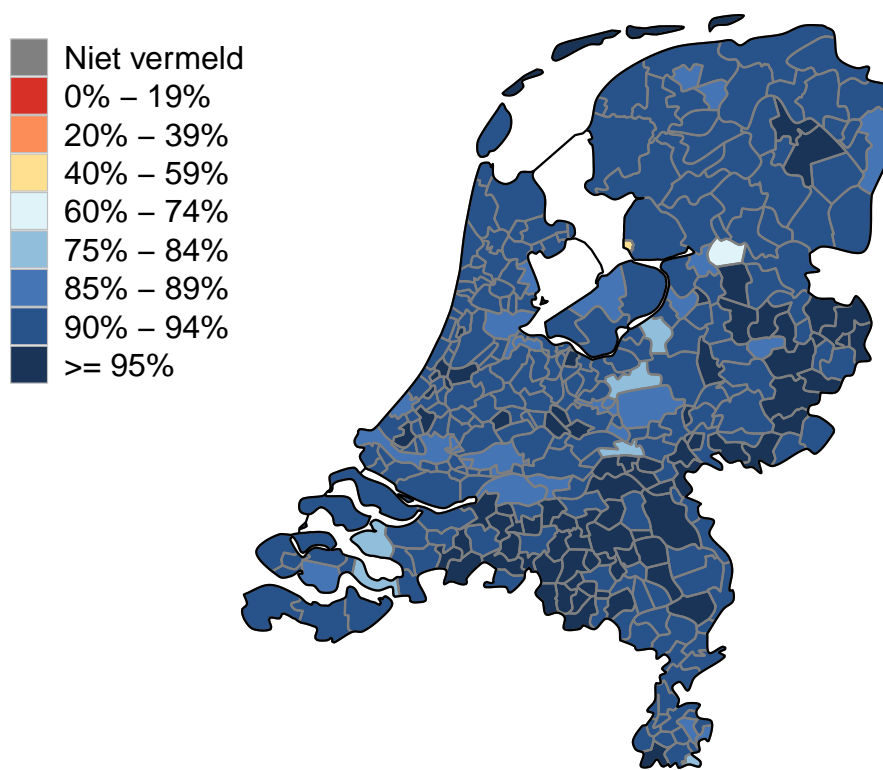 Niet vermeld
0% – 19%
20% – 39%
40% – 59%
60% – 74%
75% – 84%
85% – 89%
90% – 94%
>= 95%